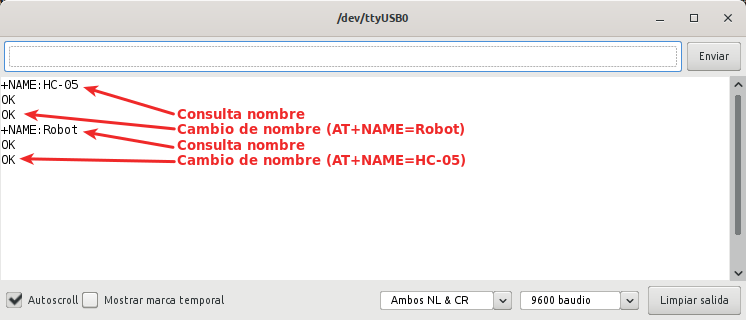 /dev/ttyUSB0
Enviar
+NAME:HC-05
OK
OK
+NAME:Robot
OK
OK
Consulta nombre
Cambio de nombre (AT+NAME=Robot)
Consulta nombre
Cambio de nombre (AT+NAME=HC-05)
Autoscroll
Mostrar marca temporal
Ambos NL & CR
9600 baudio
Limpiar salida